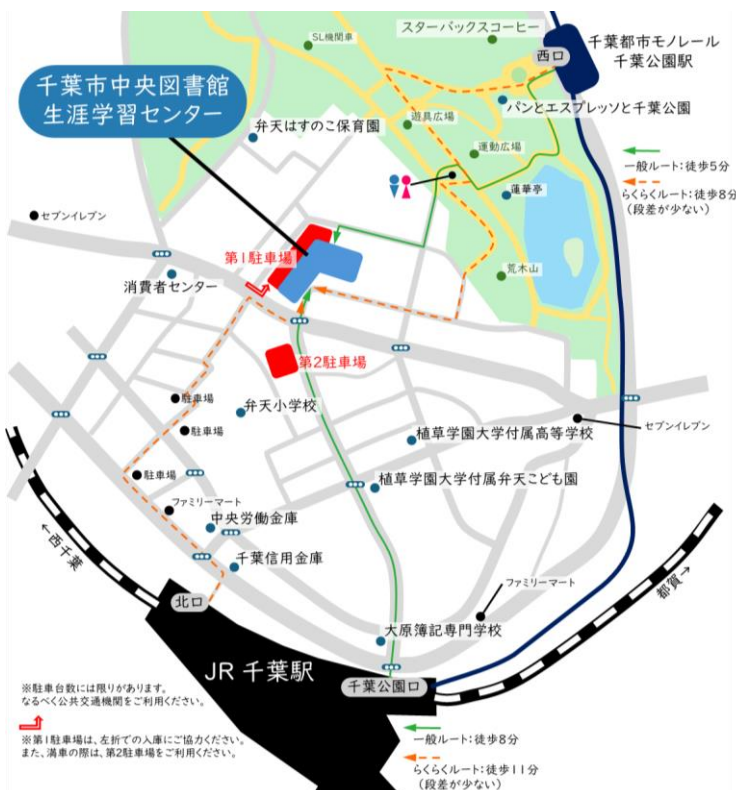 SL機関車
スターバックスコーヒー
西口
千葉都市モノレール
千葉公園駅
千葉市中央図書館
生涯学習センター
弁天はすのこ保育園
遊具広場
パンとエスプレッソと千葉公園
運動広場
一般ルート:徒歩5分
蓮華亭
らくらくルート:徒歩8分
(段差が少ない)
セブンイレブン
第1駐車場
消費者センター
荒木山
第2駐車場
駐車場
弁天小学校
駐車場
植草学園大学付属高等学校
セブンイレブン
駐車場
植草学園大学付属弁天こども園
ファミリーマート
中央労働金庫
←西千葉
千葉信用金庫
都賀→
ファミリーマート
北口
大原簿記専門学校
JR 千葉駅
千葉公園口
※駐車台数には限りがあります。
なるべく公共交通機関をご利用ください。
※第1駐車場は、左折での入庫にご協力ください。
また、満車の際は、第2駐車場をご利用ください。
一般ルート:徒歩8分
らくらくルート:徒歩11分
(段差が少ない)